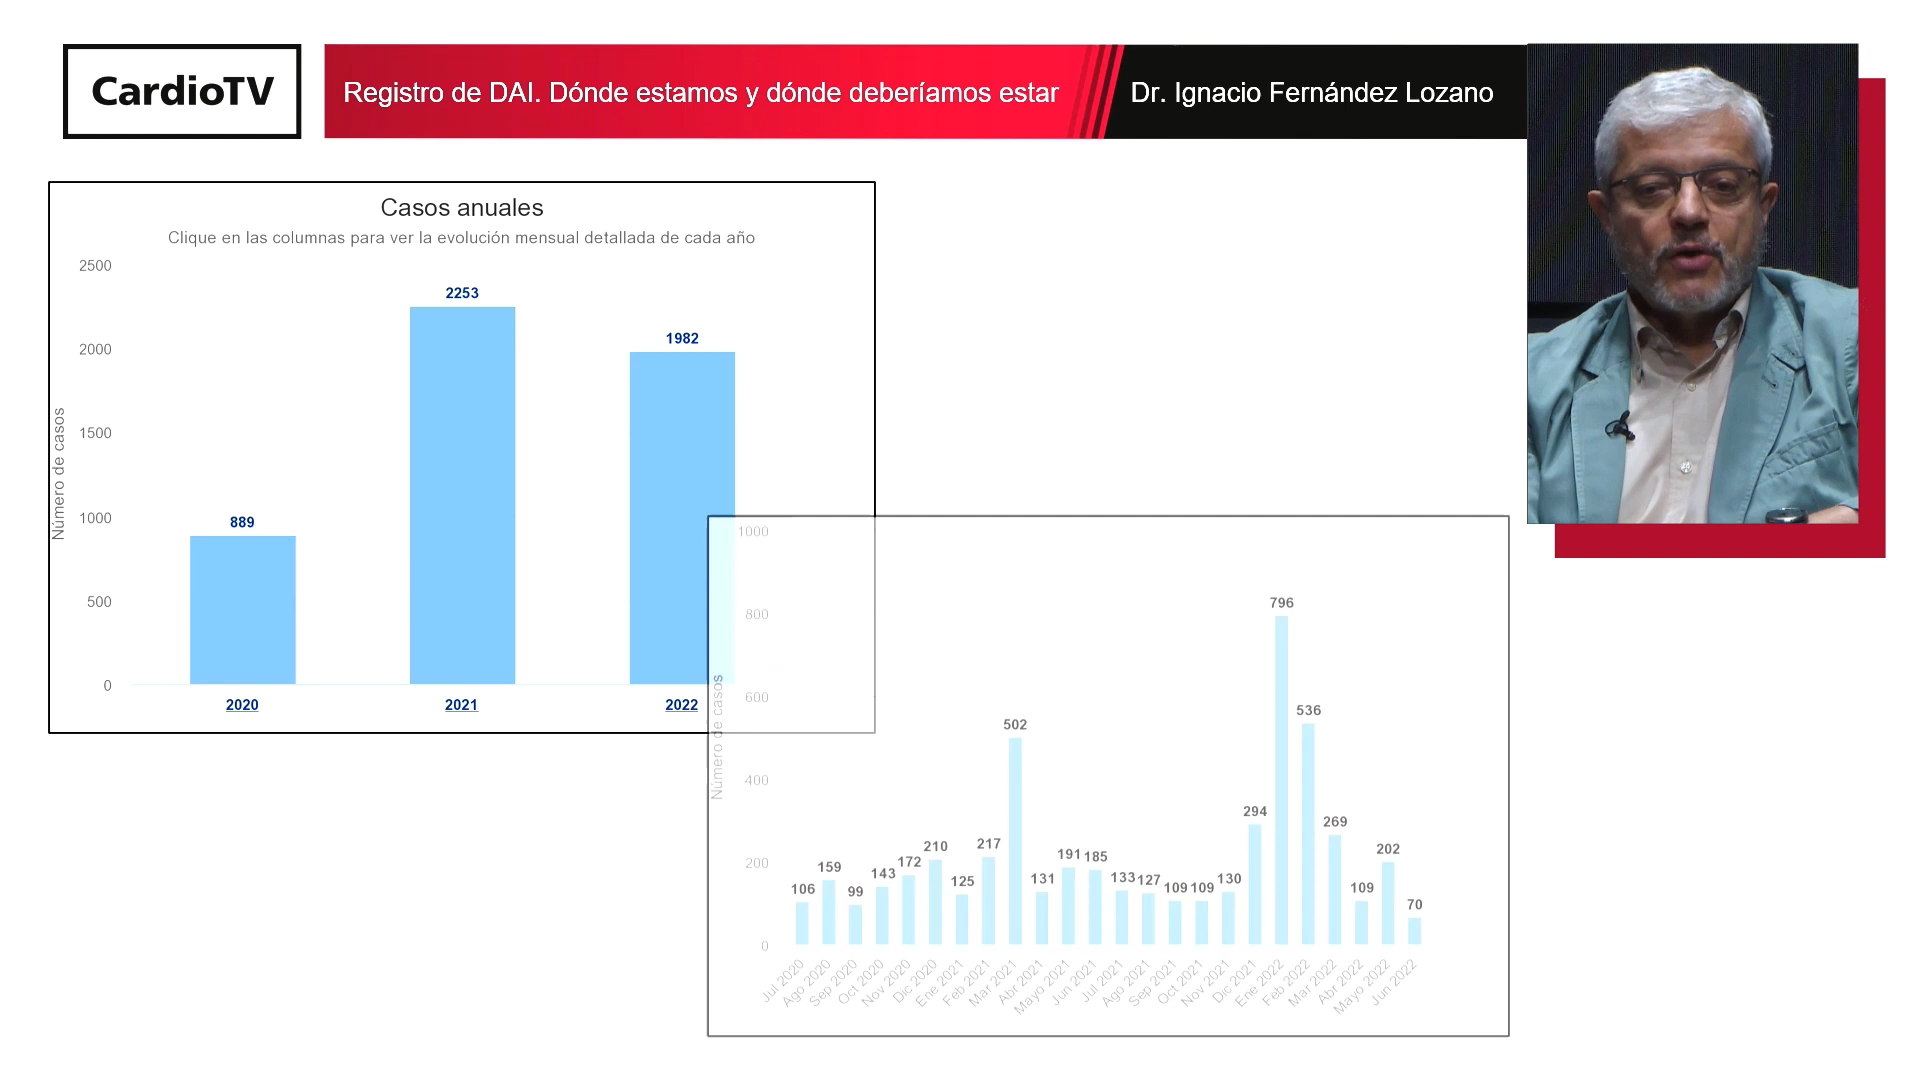 CardioTV
Registro de DAI. Dónde estamos y dónde deberíamos estar
Dr. Ignacio Fernández Lozano
Casos anuales
Clique en las columnas para ver la evolución mensual detallada de cada año
Número de casos
2500
2000
1500
1000
500
0
889
2253
1982
2020
2021
2022
Número de casos
1000
800
600
400
200
0
106
159
99
143
172
210
125
217
502
131
191
185
133
127
109
109
130
294
796
536
269
109
202
70
Jul 2020
Ago 2020
Sep 2020
Oct 2020
Nov 2020
Dic 2020
Ene 2021
Feb 2021
Mar 2021
Abr 2021
Mayo 2021
Jun 2021
Jul 2021
Ago 2021
Sep 2021
Oct 2021
Nov 2021
Dic 2021
Ene 2022
Feb 2022
Mar 2022
Abr 2022
Mayo 2022
Jun 2022